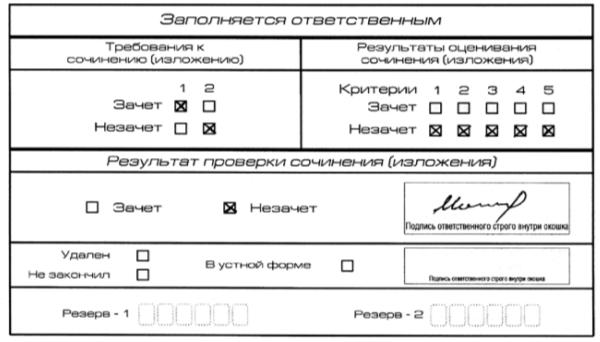 Заполняется ответственным
Требования к сочинению (изложению)
Результаты оценивания сочинения (изложения)
1 2
Зачет
Незачет
Критерии 1 2 3 4 5
Зачет
Незачет
Результат проверки сочинения (изложения)
Зачет Незачет
Подпись ответственного строго внутри окошка
Удален
Не закончил
В устной форме
Подпись ответственного строго внутри окошка
Резерв - 1 Резерв - 2